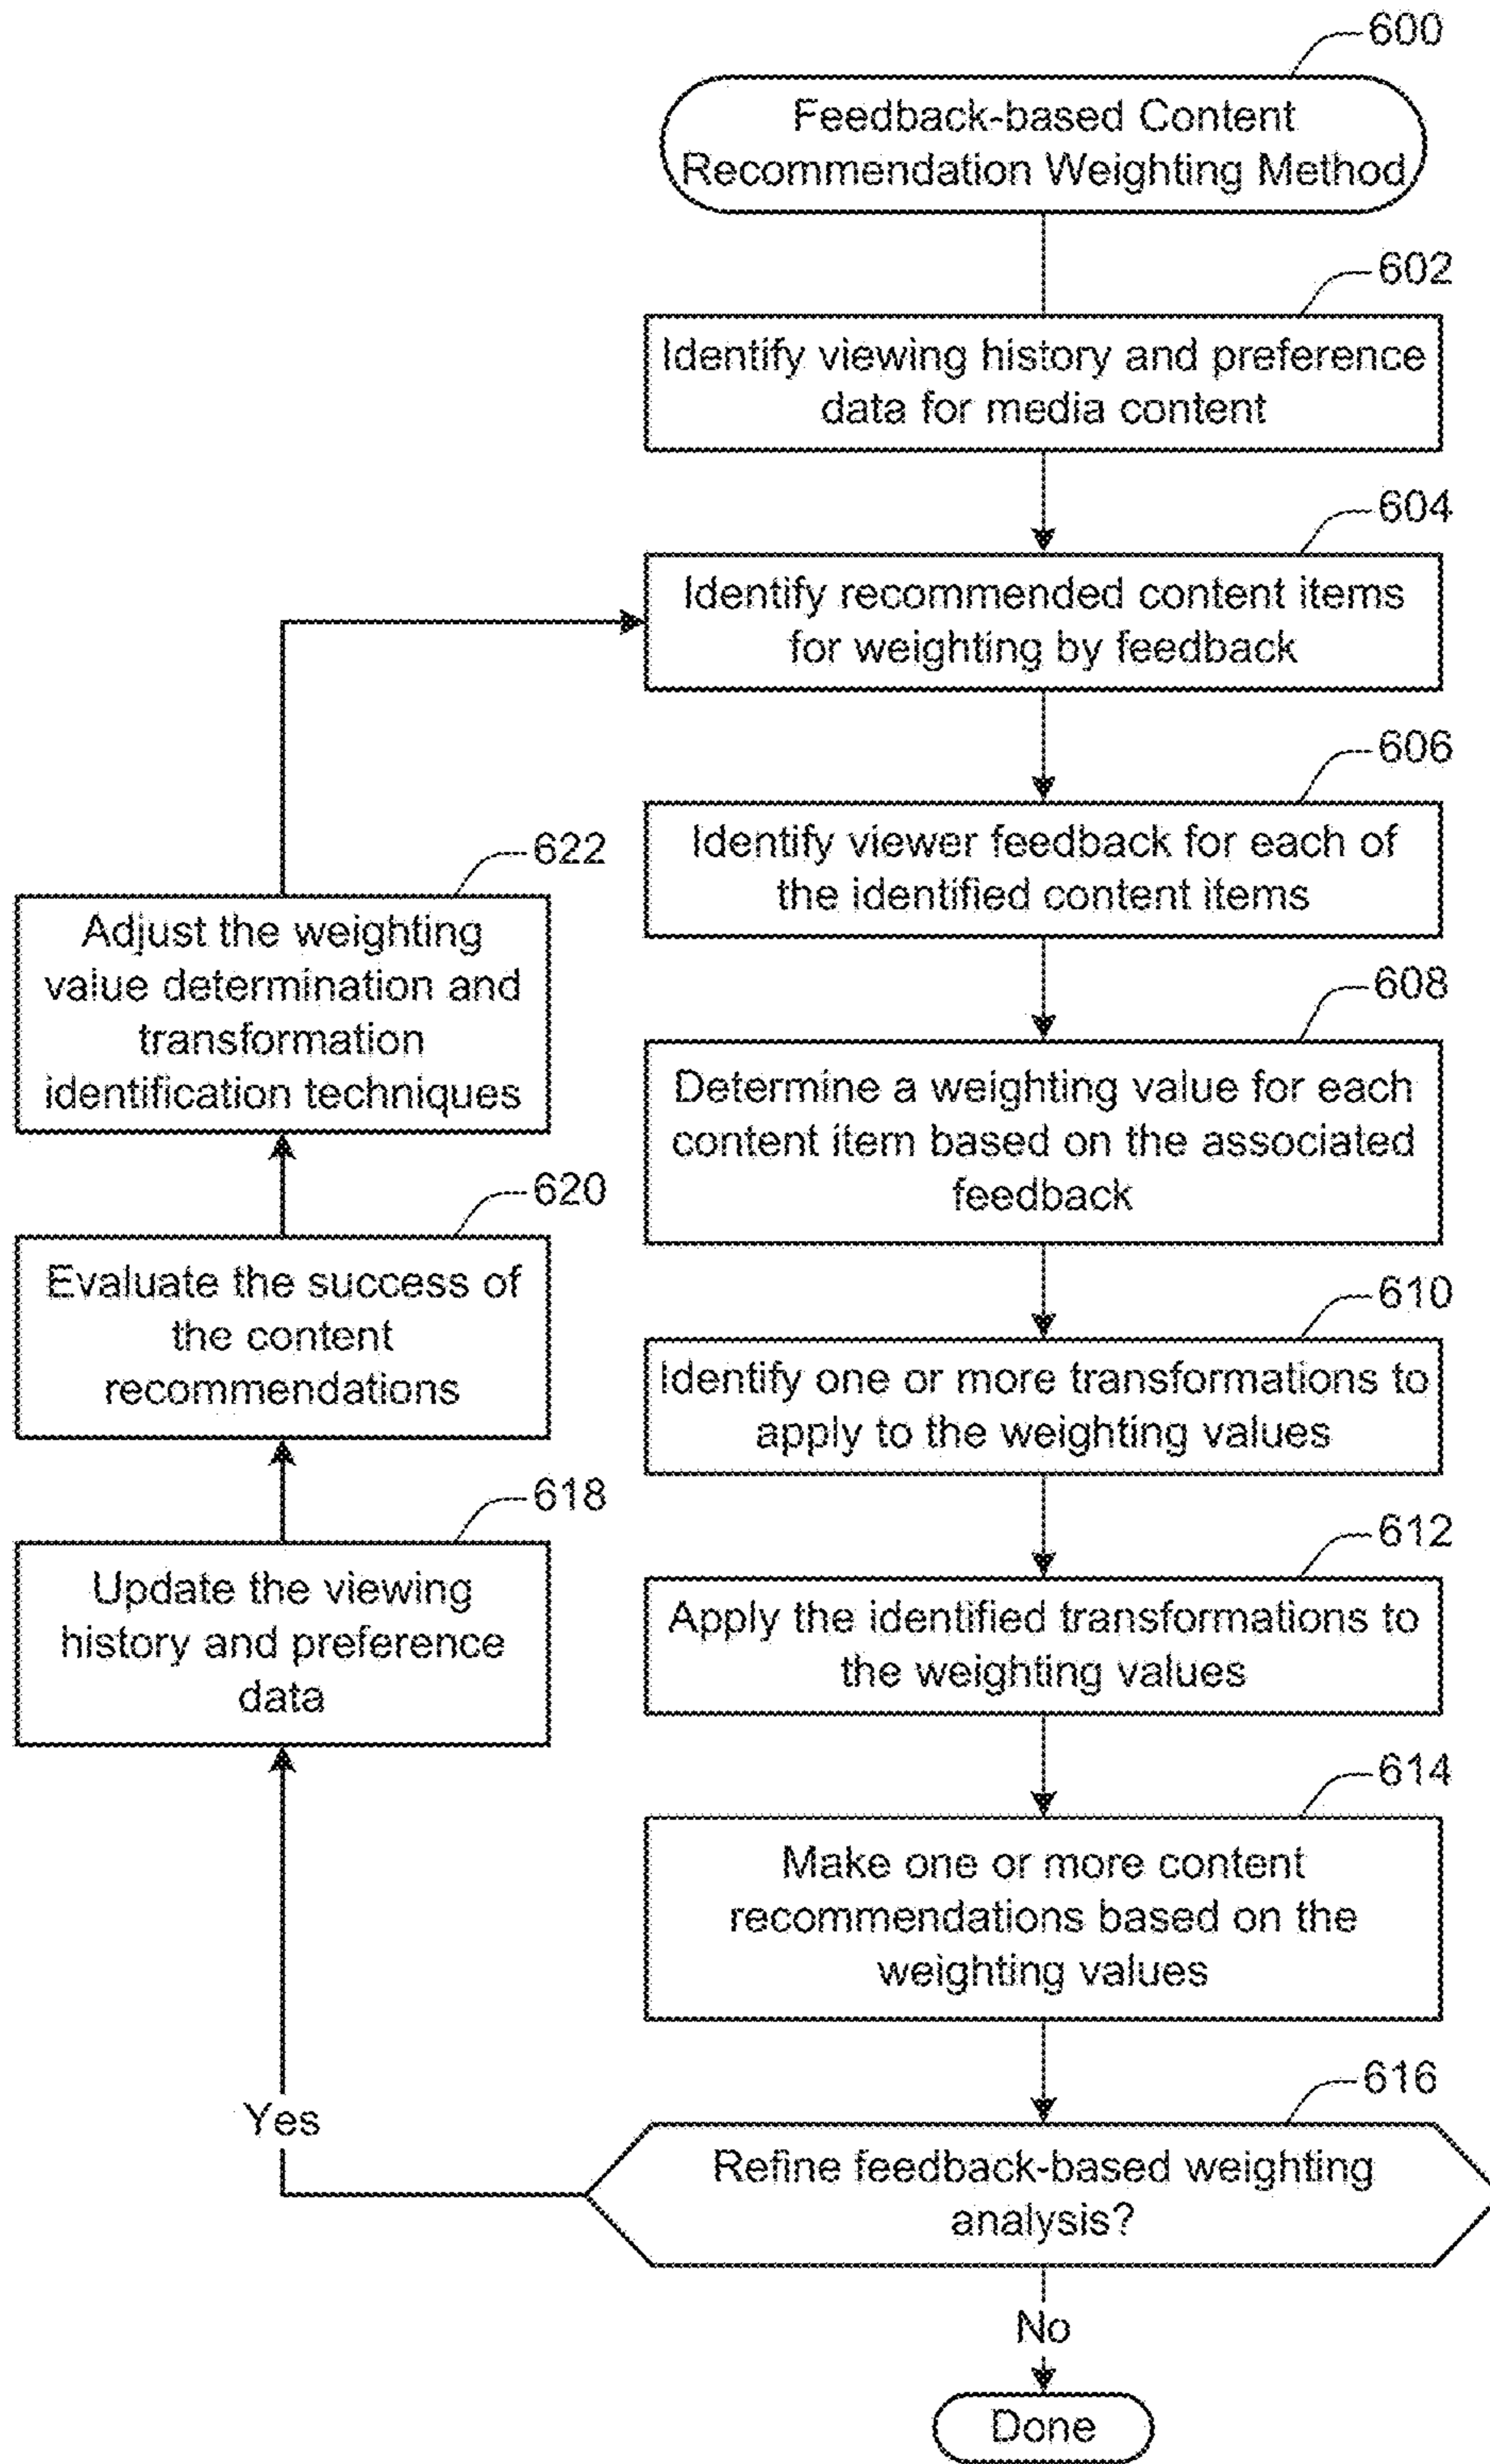 600
Feedback-based Content
Recommendation Weighting Method
602
Identify viewing history and preference
data for media content
604
Identify recommended content items
for weighting by feedback
606
Identify viewer feedback for each of
the identified content items
608
Determine a weighting value for each
content item based on the associated
feedback
610
Identify one or more transformations to
apply to the weighting values
612
Apply the identified transformations to
the weighting values
614
Make one or more content
recommendations based on the
weighting values
616
Refine feedback-based weighting
analysis?
Yes
618
Update the viewing
history and preference
data
620
Evaluate the success of
the content
recommendations
622
Adjust the weighting
value determination and
transformation
identification techniques
No
Done